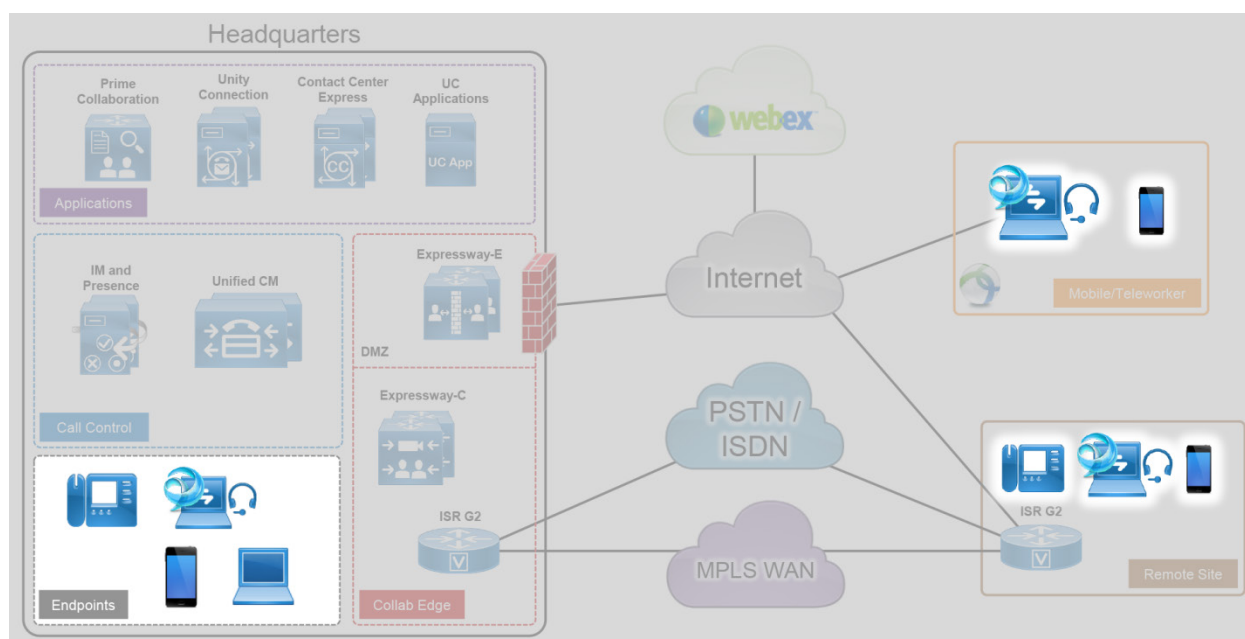 Headquarters
Prime
Collaboration
Unity
Connection
Contact Center
Express
UC
Applications
CC
UC App
Applications
IM and
Presence
Unified CM
Call Control
Expressway-E
DMZ
Expressway-C
ISR G2
V
Collab Edge
Endpoints
webex
Internet
PSTN /
ISDN
MPLS WAN
Mobile/Teleworker
ISR G2
V
Remote Site